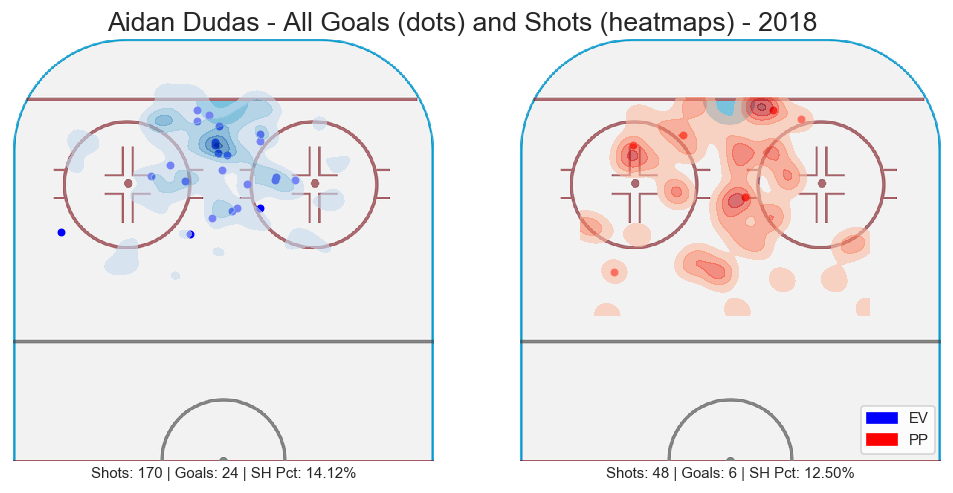 Aidan Dudas - All Goals (dots) and Shots (heatmaps) - 2018
EV
PP
Shots: 170 | Goals: 24 | SH Pct: 14.12%
Shots: 48 | Goals: 6 | SH Pct: 12.50%